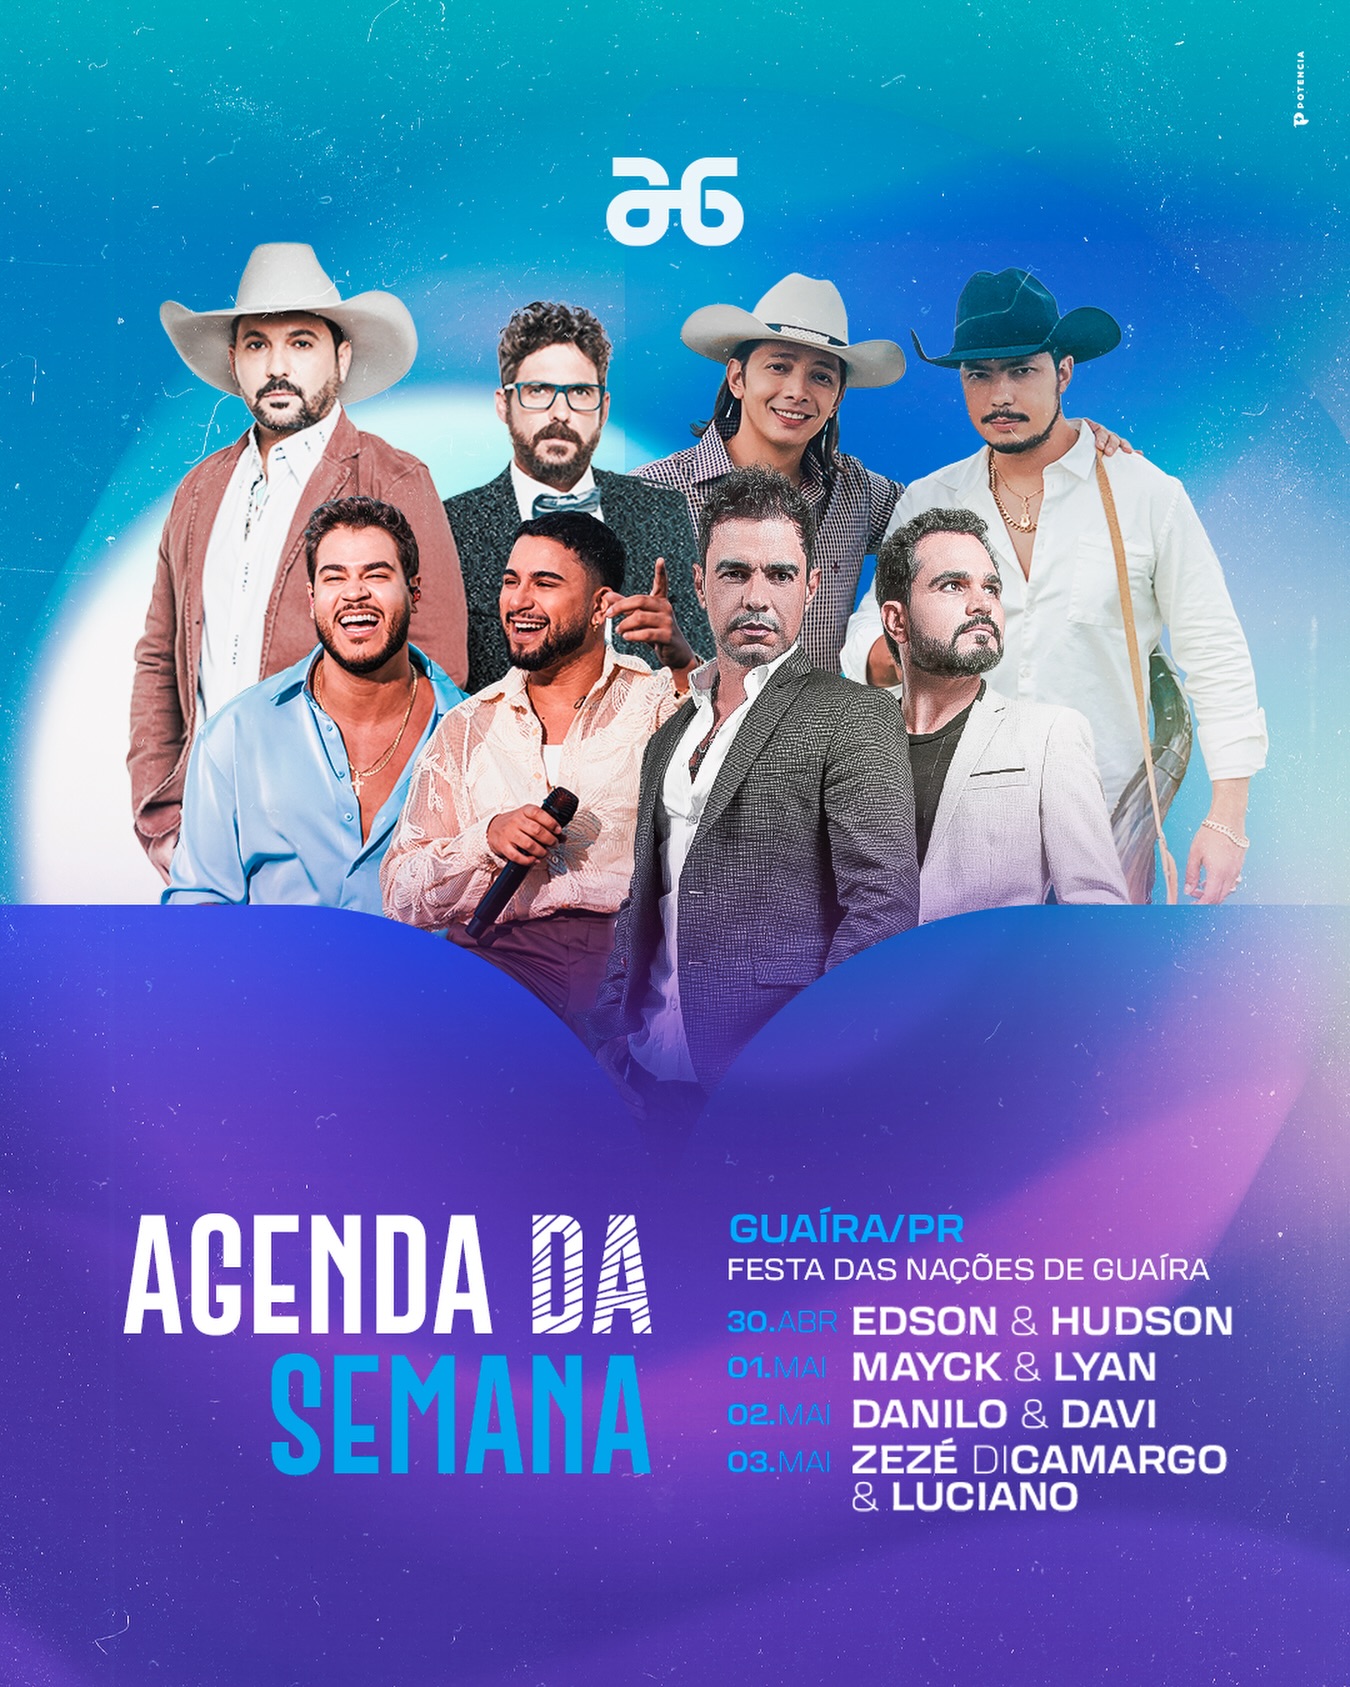 POTENCIA
AGENDA DA
SEMANA
GUAÍRA/PR
FESTA DAS NAÇÕES DE GUAÍRA
30.ABR EDSON & HUDSON
01.MAI MAYCK & LYAN
02.MAI DANILO & DAVI
03.MAI ZEZÉ DICAMARGO
& LUCIANO